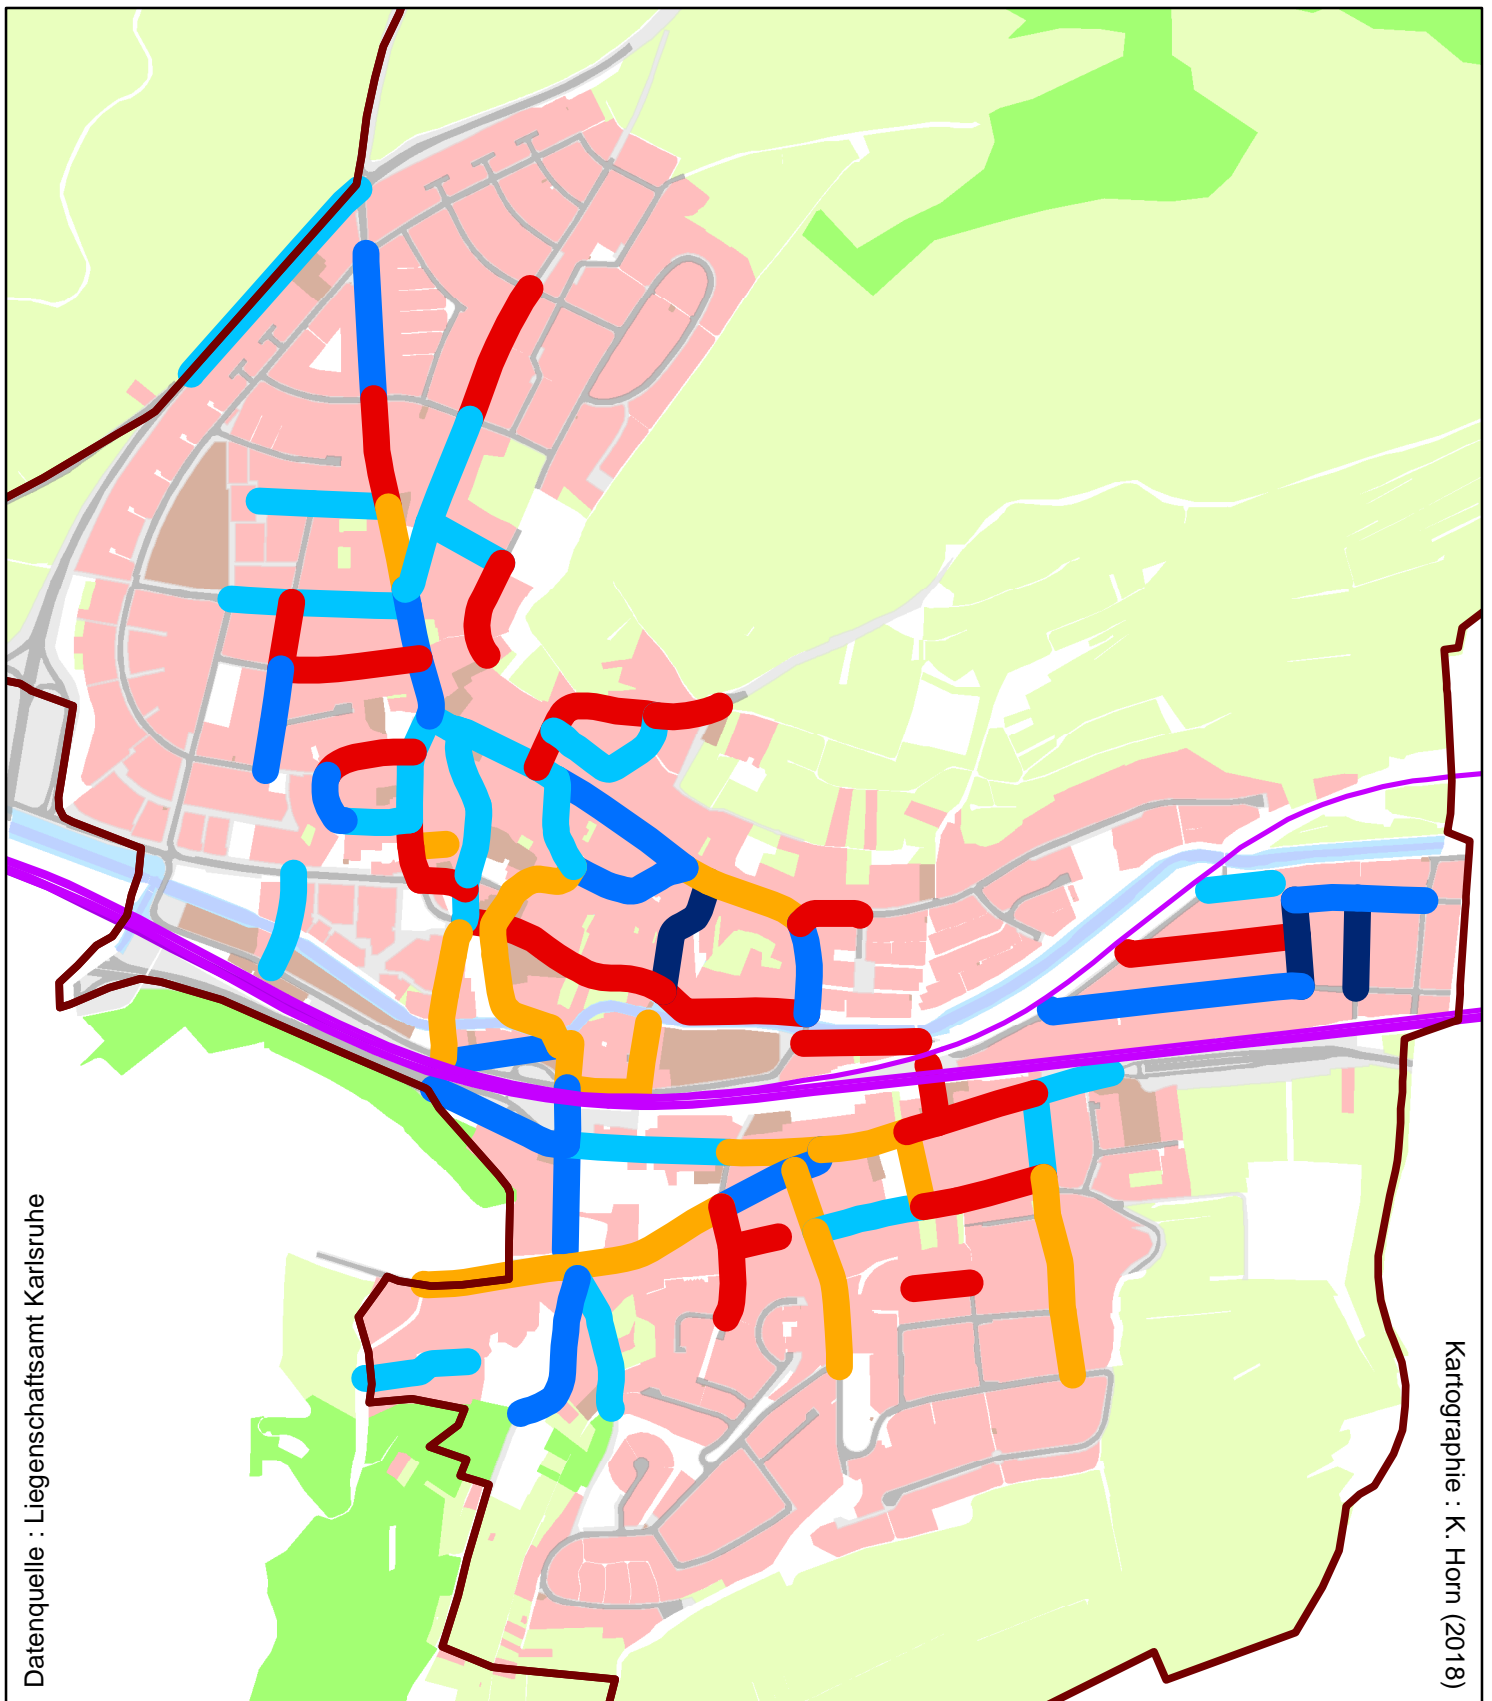 Datenquelle : Liegenschaftsamt Karlsruhe
Kartographie : K. Horn (2018)